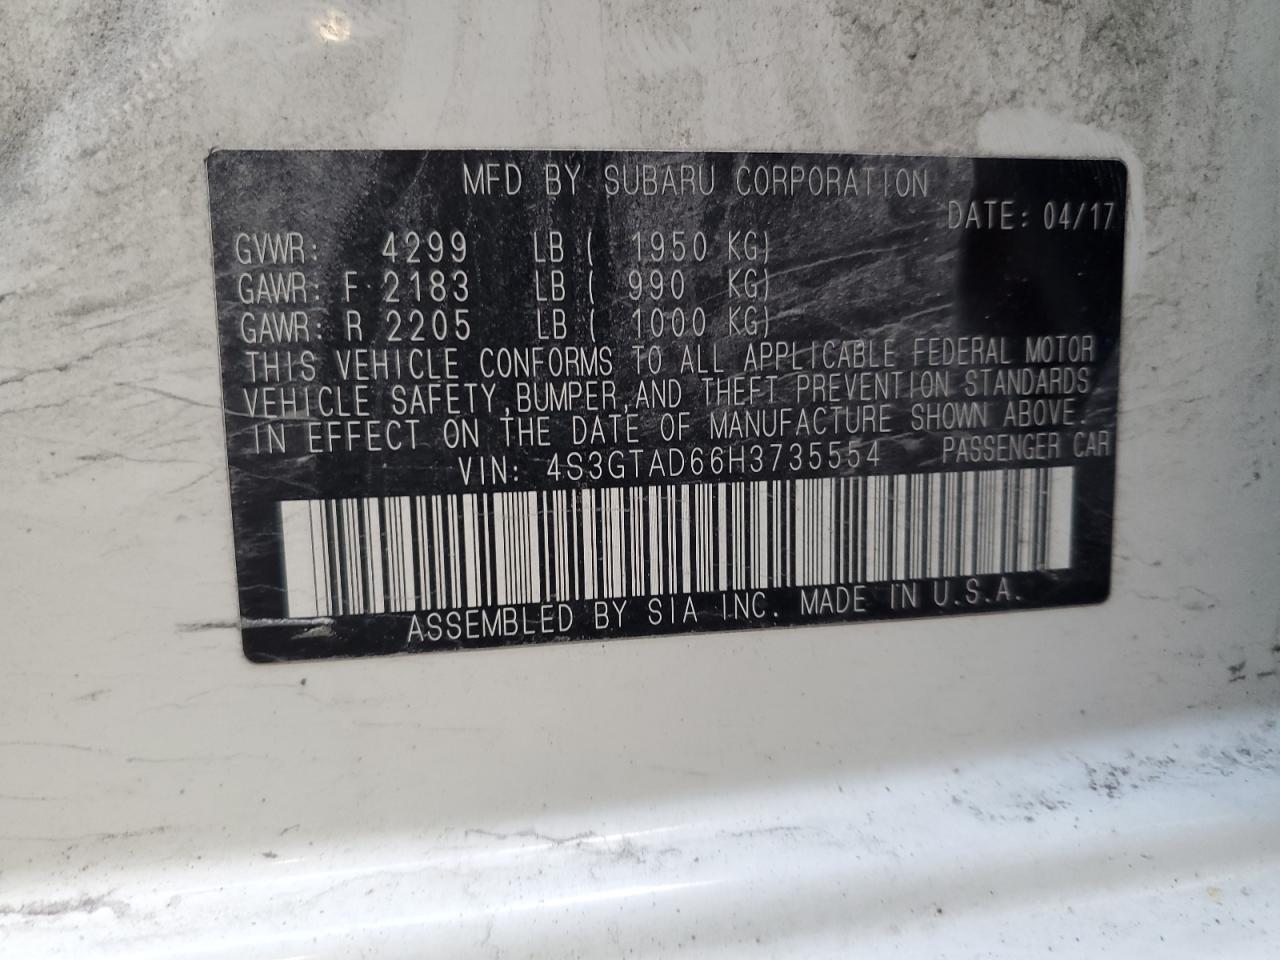 MFD BY SUBARU CORPORATION
DATE: 04/17
GVWR: 4299 LB ( 1950 KG)
GAWR: F 2183 LB ( 990 KG)
GAWR: R 2205 LB ( 1000 KG)
THIS VEHICLE CONFORMS TO ALL APPLICABLE FEDERAL MOTOR
VEHICLE SAFETY,BUMPER,AND THEFT PREVENTION STANDARDS
IN EFFECT ON THE DATE OF MANUFACTURE SHOWN ABOVE.
VIN: 4S3GTAD66H3735554 PASSENGER CAR
ASSEMBLED BY SIA INC. MADE IN U.S.A.